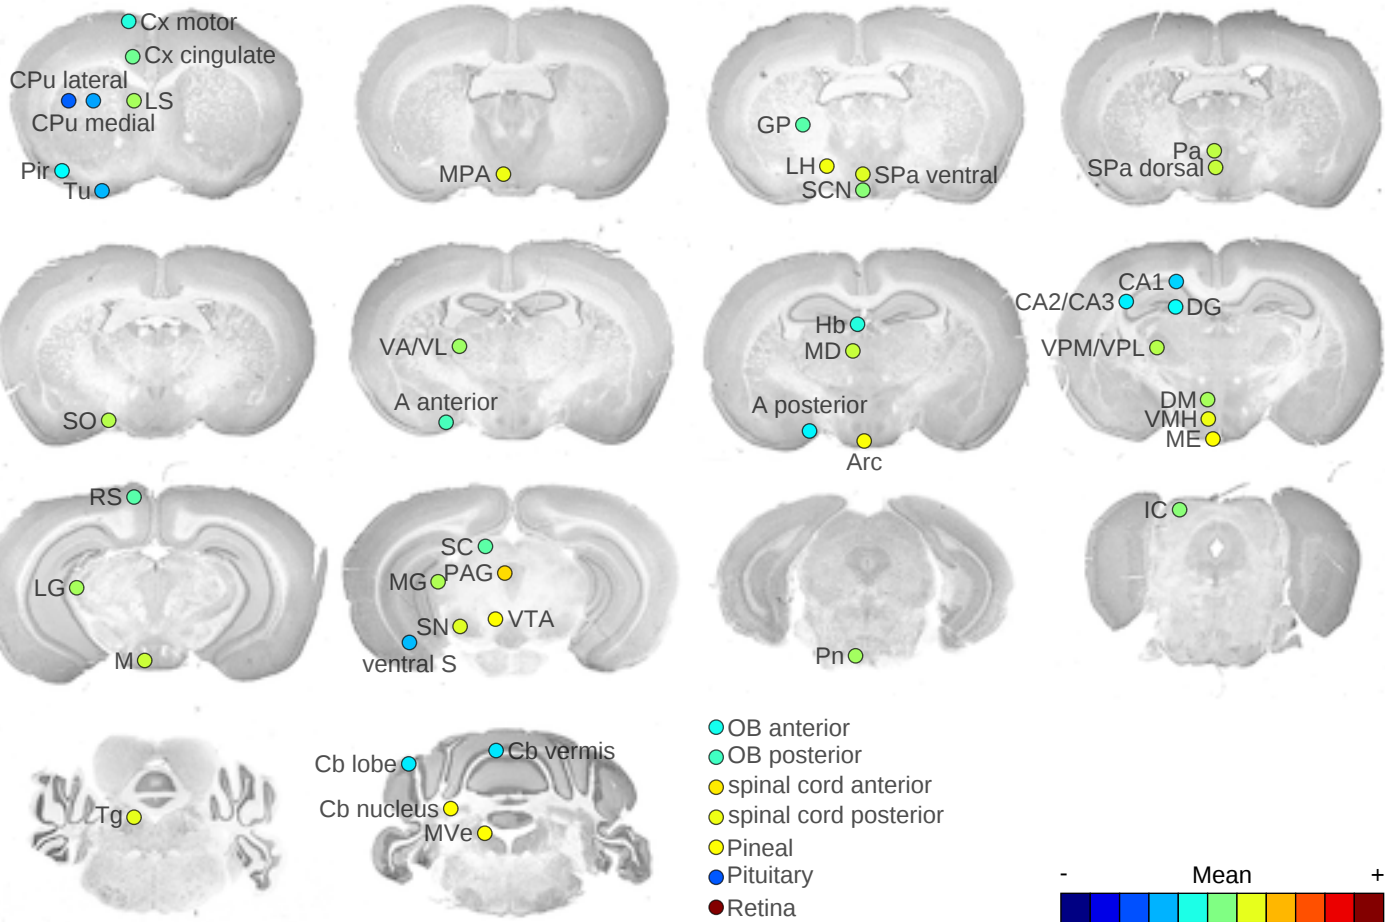 Cx motor
Cx cingulate
CPu lateral
LS
CPu medial
Pir
Tu
MPA
GP
LH
SPa ventral
SCN
Pa
SPa dorsal
SO
VA/VL
A anterior
Hb
MD
A posterior
Arc
CA1
CA2/CA3
DG
VPM/VPL
DM
VMH
ME
RS
LG
M
SC
PAG
MG
VTA
SN
ventral S
Pn
IC
Tg
Cb lobe
Cb vermis
Cb nucleus
MVe
OB anterior
OB posterior
spinal cord anterior
spinal cord posterior
Pineal
Pituitary
Retina
- Mean +